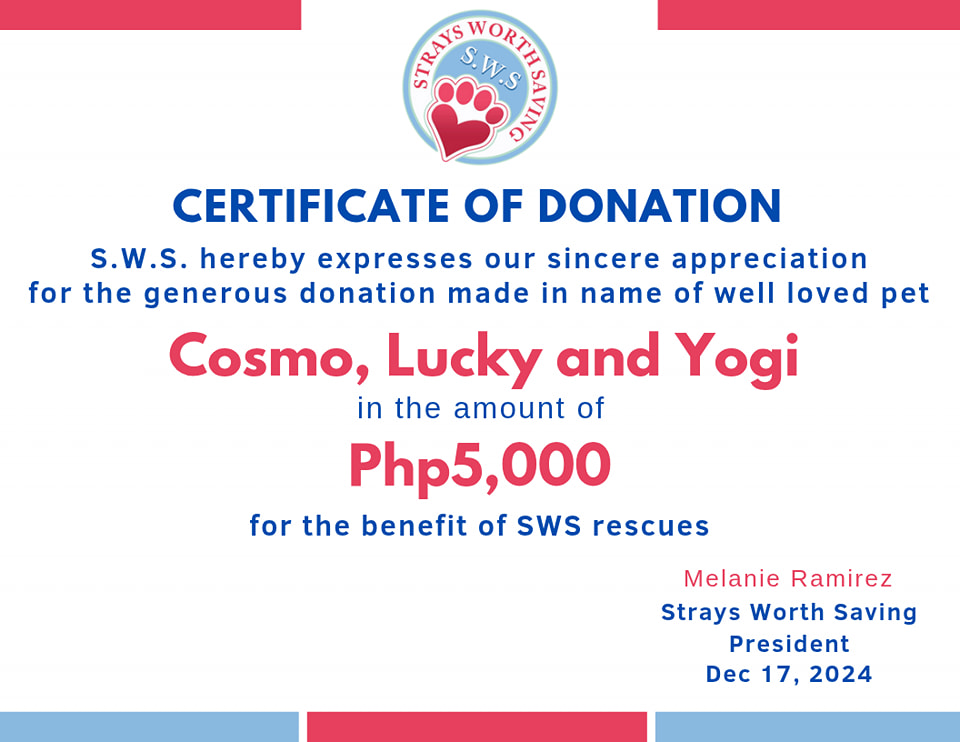 STRAYS WORTH SAVING
S.W.S
CERTIFICATE OF DONATION
S.W.S. hereby expresses our sincere appreciation
for the generous donation made in name of well loved pet
Cosmo, Lucky and Yogi
in the amount of
Php5,000
for the benefit of SWS rescues
Melanie Ramirez
Strays Worth Saving
President
Dec 17, 2024